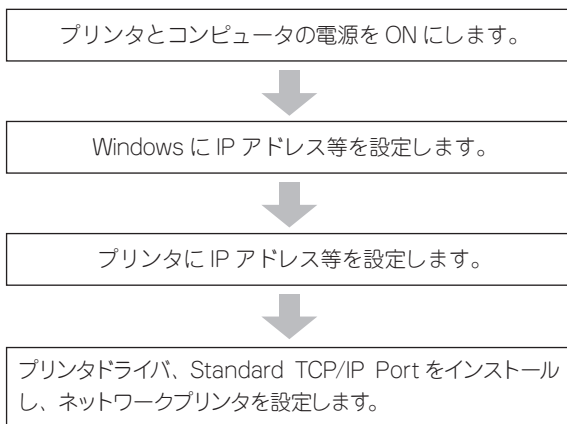 プリンタとコンピュータの電源を ON にします。
Windows に IP アドレス等を設定します。
プリンタに IP アドレス等を設定します。
プリンタドライバ、Standard TCP/IP Port をインストール
し、ネットワークプリンタを設定します。